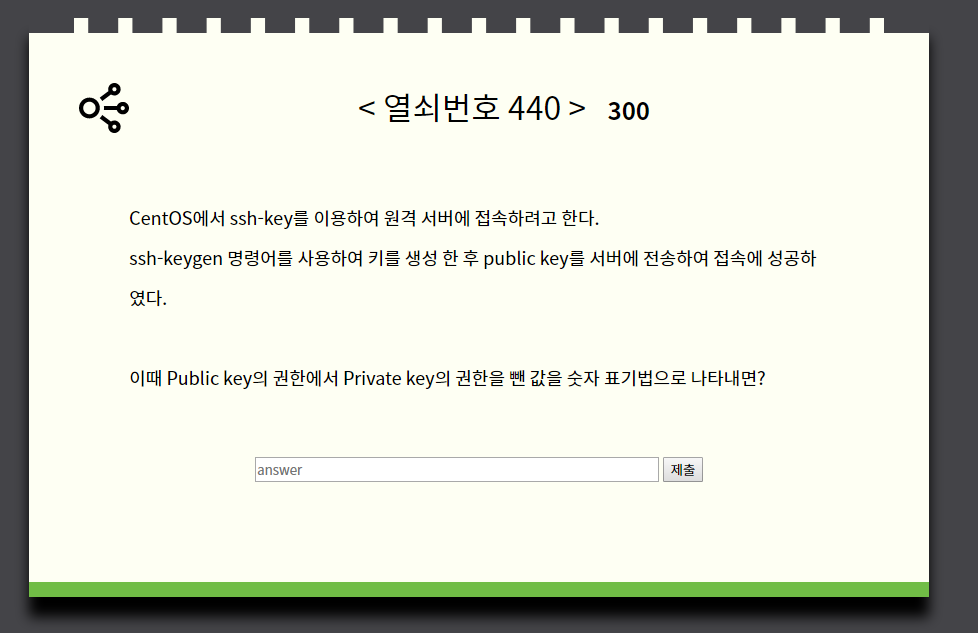 < 열쇠번호 440 > 300
CentOS에서 ssh-key를 이용하여 원격 서버에 접속하려고 한다.
ssh-keygen 명령어를 사용하여 키를 생성 한 후 public key를 서버에 전송하여 접속에 성공하
였다.
이때 Public key의 권한에서 Private key의 권한을 뺀 값을 숫자 표기법으로 나타내면?
answer 제출